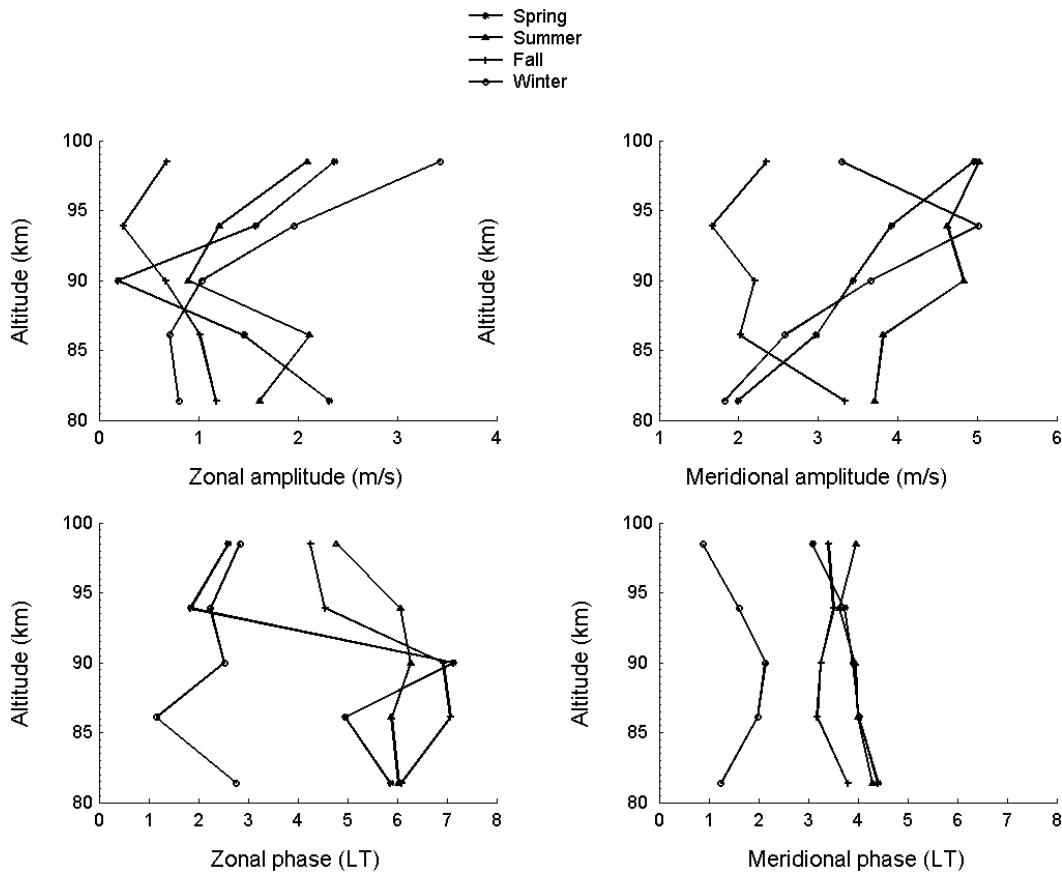 Spring
Summer
Fall
Winter
100
95
90
85
80
Altitude (km)
0 1 2 3 4
Zonal amplitude (m/s)
100
95
90
85
80
Altitude (km)
1 2 3 4 5 6
Meridional amplitude (m/s)
100
95
90
85
80
Altitude (km)
0 1 2 3 4 5 6 7 8
Zonal phase (LT)
100
95
90
85
80
Altitude (km)
0 1 2 3 4 5 6 7 8
Meridional phase (LT)